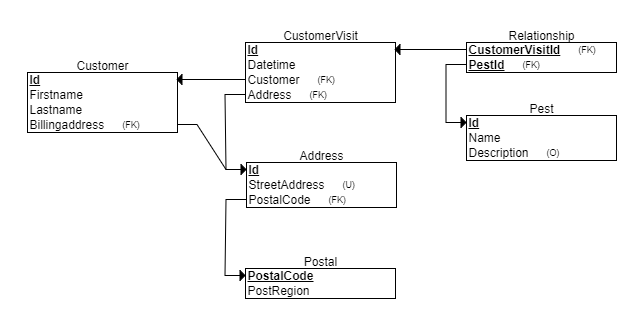 Customer
Id
Firstname
Lastname
Billingaddress (FK)
CustomerVisit
Id
Datetime
Customer (FK)
Address (FK)
Relationship
CustomerVisitId (FK)
PestId (FK)
Pest
Id
Name
Description (O)
Address
Id
StreetAddress (U)
PostalCode (FK)
Postal
PostalCode
PostRegion